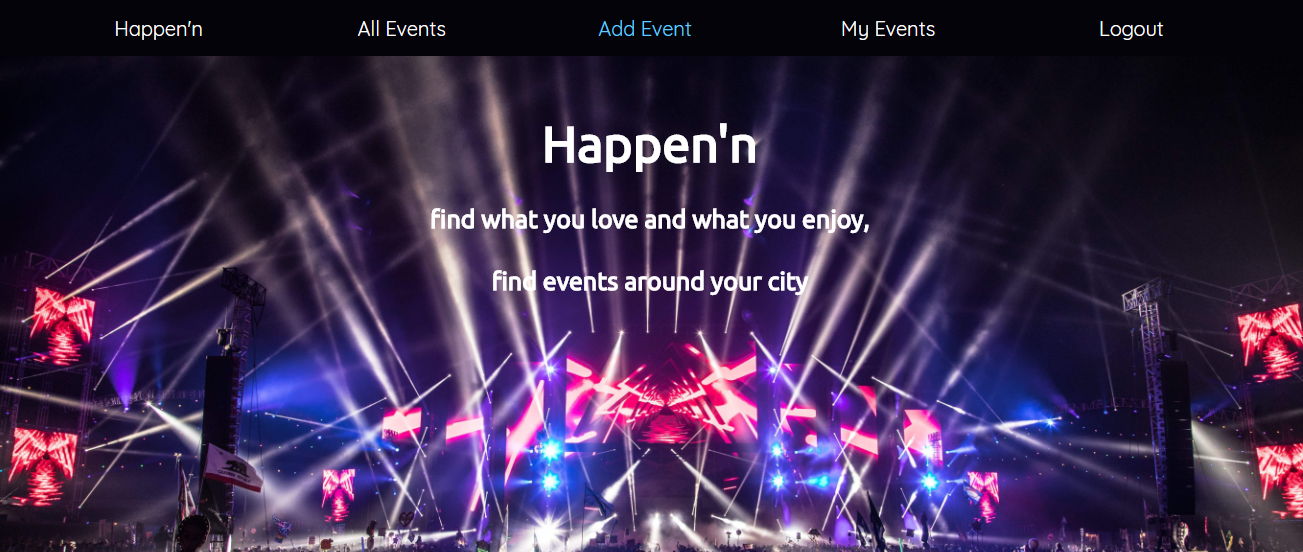 Happen'n All Events Add Event My Events Logout
Happen'n
find what you love and what you enjoy,
find events around your city